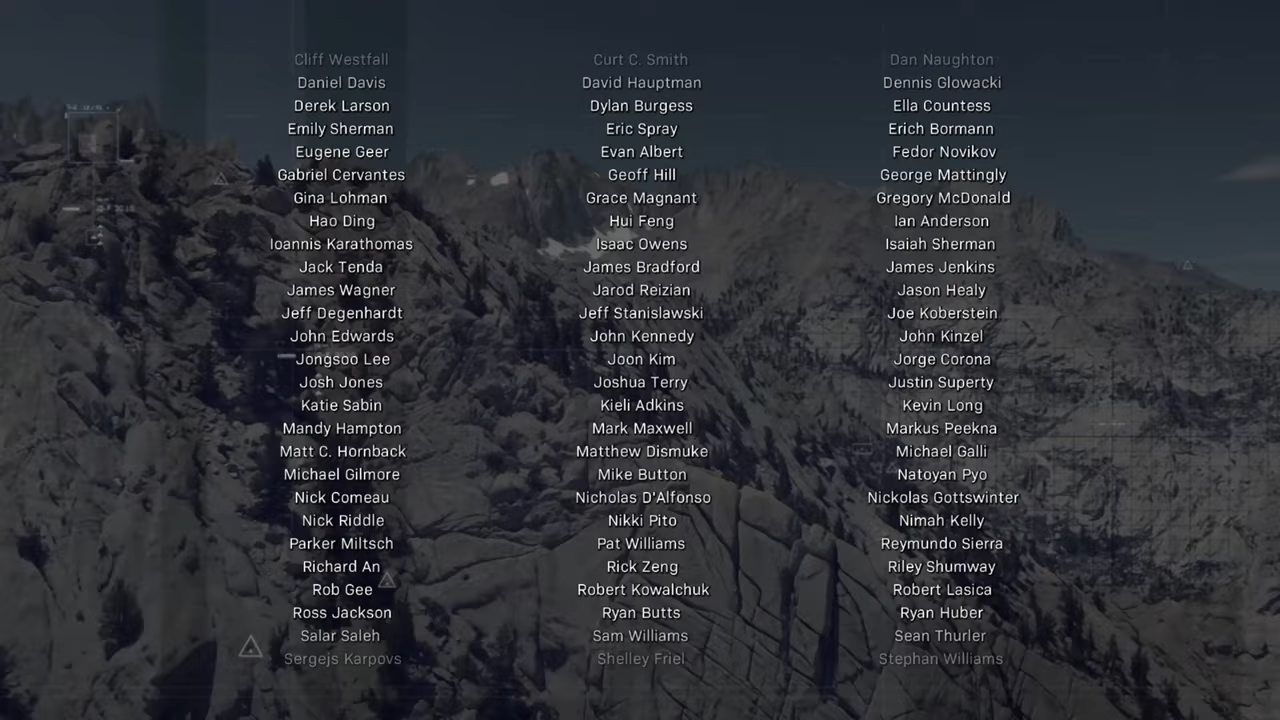 Cliff Westfall Curt C. Smith Dan Naughton
Daniel Davis David Hauptman Dennis Glowacki
Derek Larson Dylan Burgess Ella Countess
Emily Sherman Eric Spray Erich Bormann
Eugene Geer Evan Albert Fedor Novikov
Gabriel Cervantes Geoff Hill George Mattingly
Gina Lohman Grace Magnant Gregory McDonald
Hao Ding Hui Feng Ian Anderson
Ioannis Karathomas Isaac Owens Isaiah Sherman
Jack Tenda James Bradford James Jenkins
James Wagner Jarod Reizian Jason Healy
Jeff Degenhardt Jeff Stanislawski Joe Koberstein
John Edwards John Kennedy John Kinzel
Jongsoo Lee Joon Kim Jorge Corona
Josh Jones Joshua Terry Justin Superty
Katie Sabin Kieli Adkins Kevin Long
Mandy Hampton Mark Maxwell Markus Peekna
Matt C. Hornback Matthew Dismuke Michael Galli
Michael Gilmore Mike Button Natoyan Pyo
Nick Comeau Nicholas D'Alfonso Nickolas Gottswinter
Nick Riddle Nikki Pito Nimah Kelly
Parker Miltsch Pat Williams Reymundo Sierra
Richard An Rick Zeng Riley Shumway
Rob Gee Robert Kowalchuk Robert Lasica
Ross Jackson Ryan Butts Ryan Huber
Salar Saleh Sam Williams Sean Thurler
Sergejs Karpovs Shelley Friel Stephan Williams